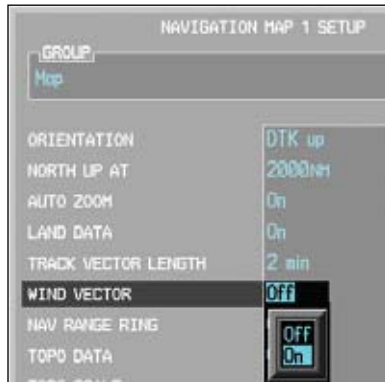 NAVIGATION MAP 1 SETUP
GROUP
Map
ORIENTATION DTK up
NORTH UP AT 2000NM
AUTO ZOOM On
LAND DATA On
TRACK VECTOR LENGTH 2 min
WIND VECTOR Off
NAV RANGE RING Off
TOPO DATA On